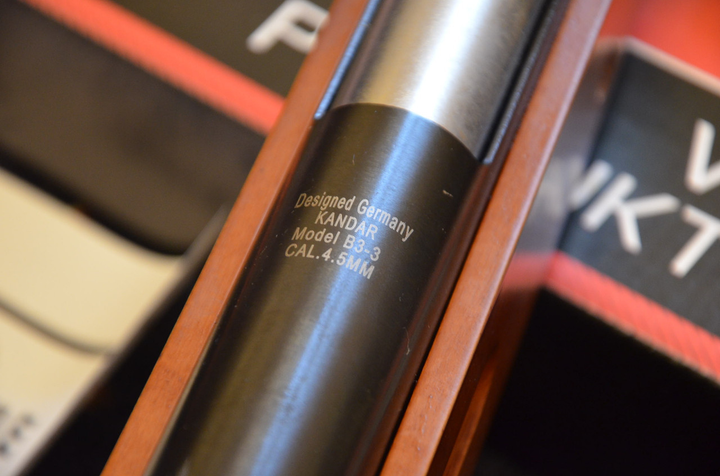 Designed Germany
KANDAR
Model B3-3
CAL.4.5MM